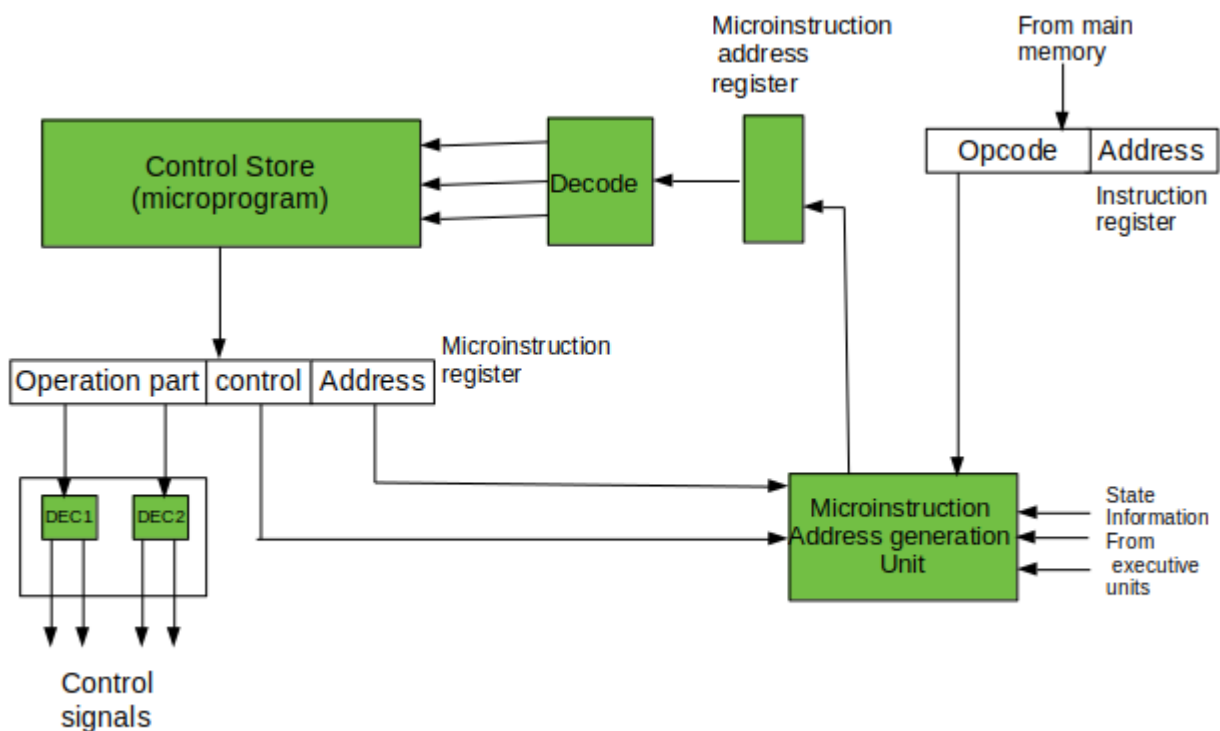 Microinstruction
address
register
From main
memory
Control Store
(microprogram)
Decode
Opcode
Address
Instruction
register
Microinstruction
register
Operation part
control
Address
DEC1
DEC2
Microinstruction
Address generation
Unit
State
Information
From
executive
units
Control
signals